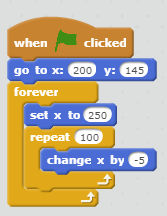 when clicked
go to x: 200 y: 145
forever
set x to 250
repeat 100
change x by -5